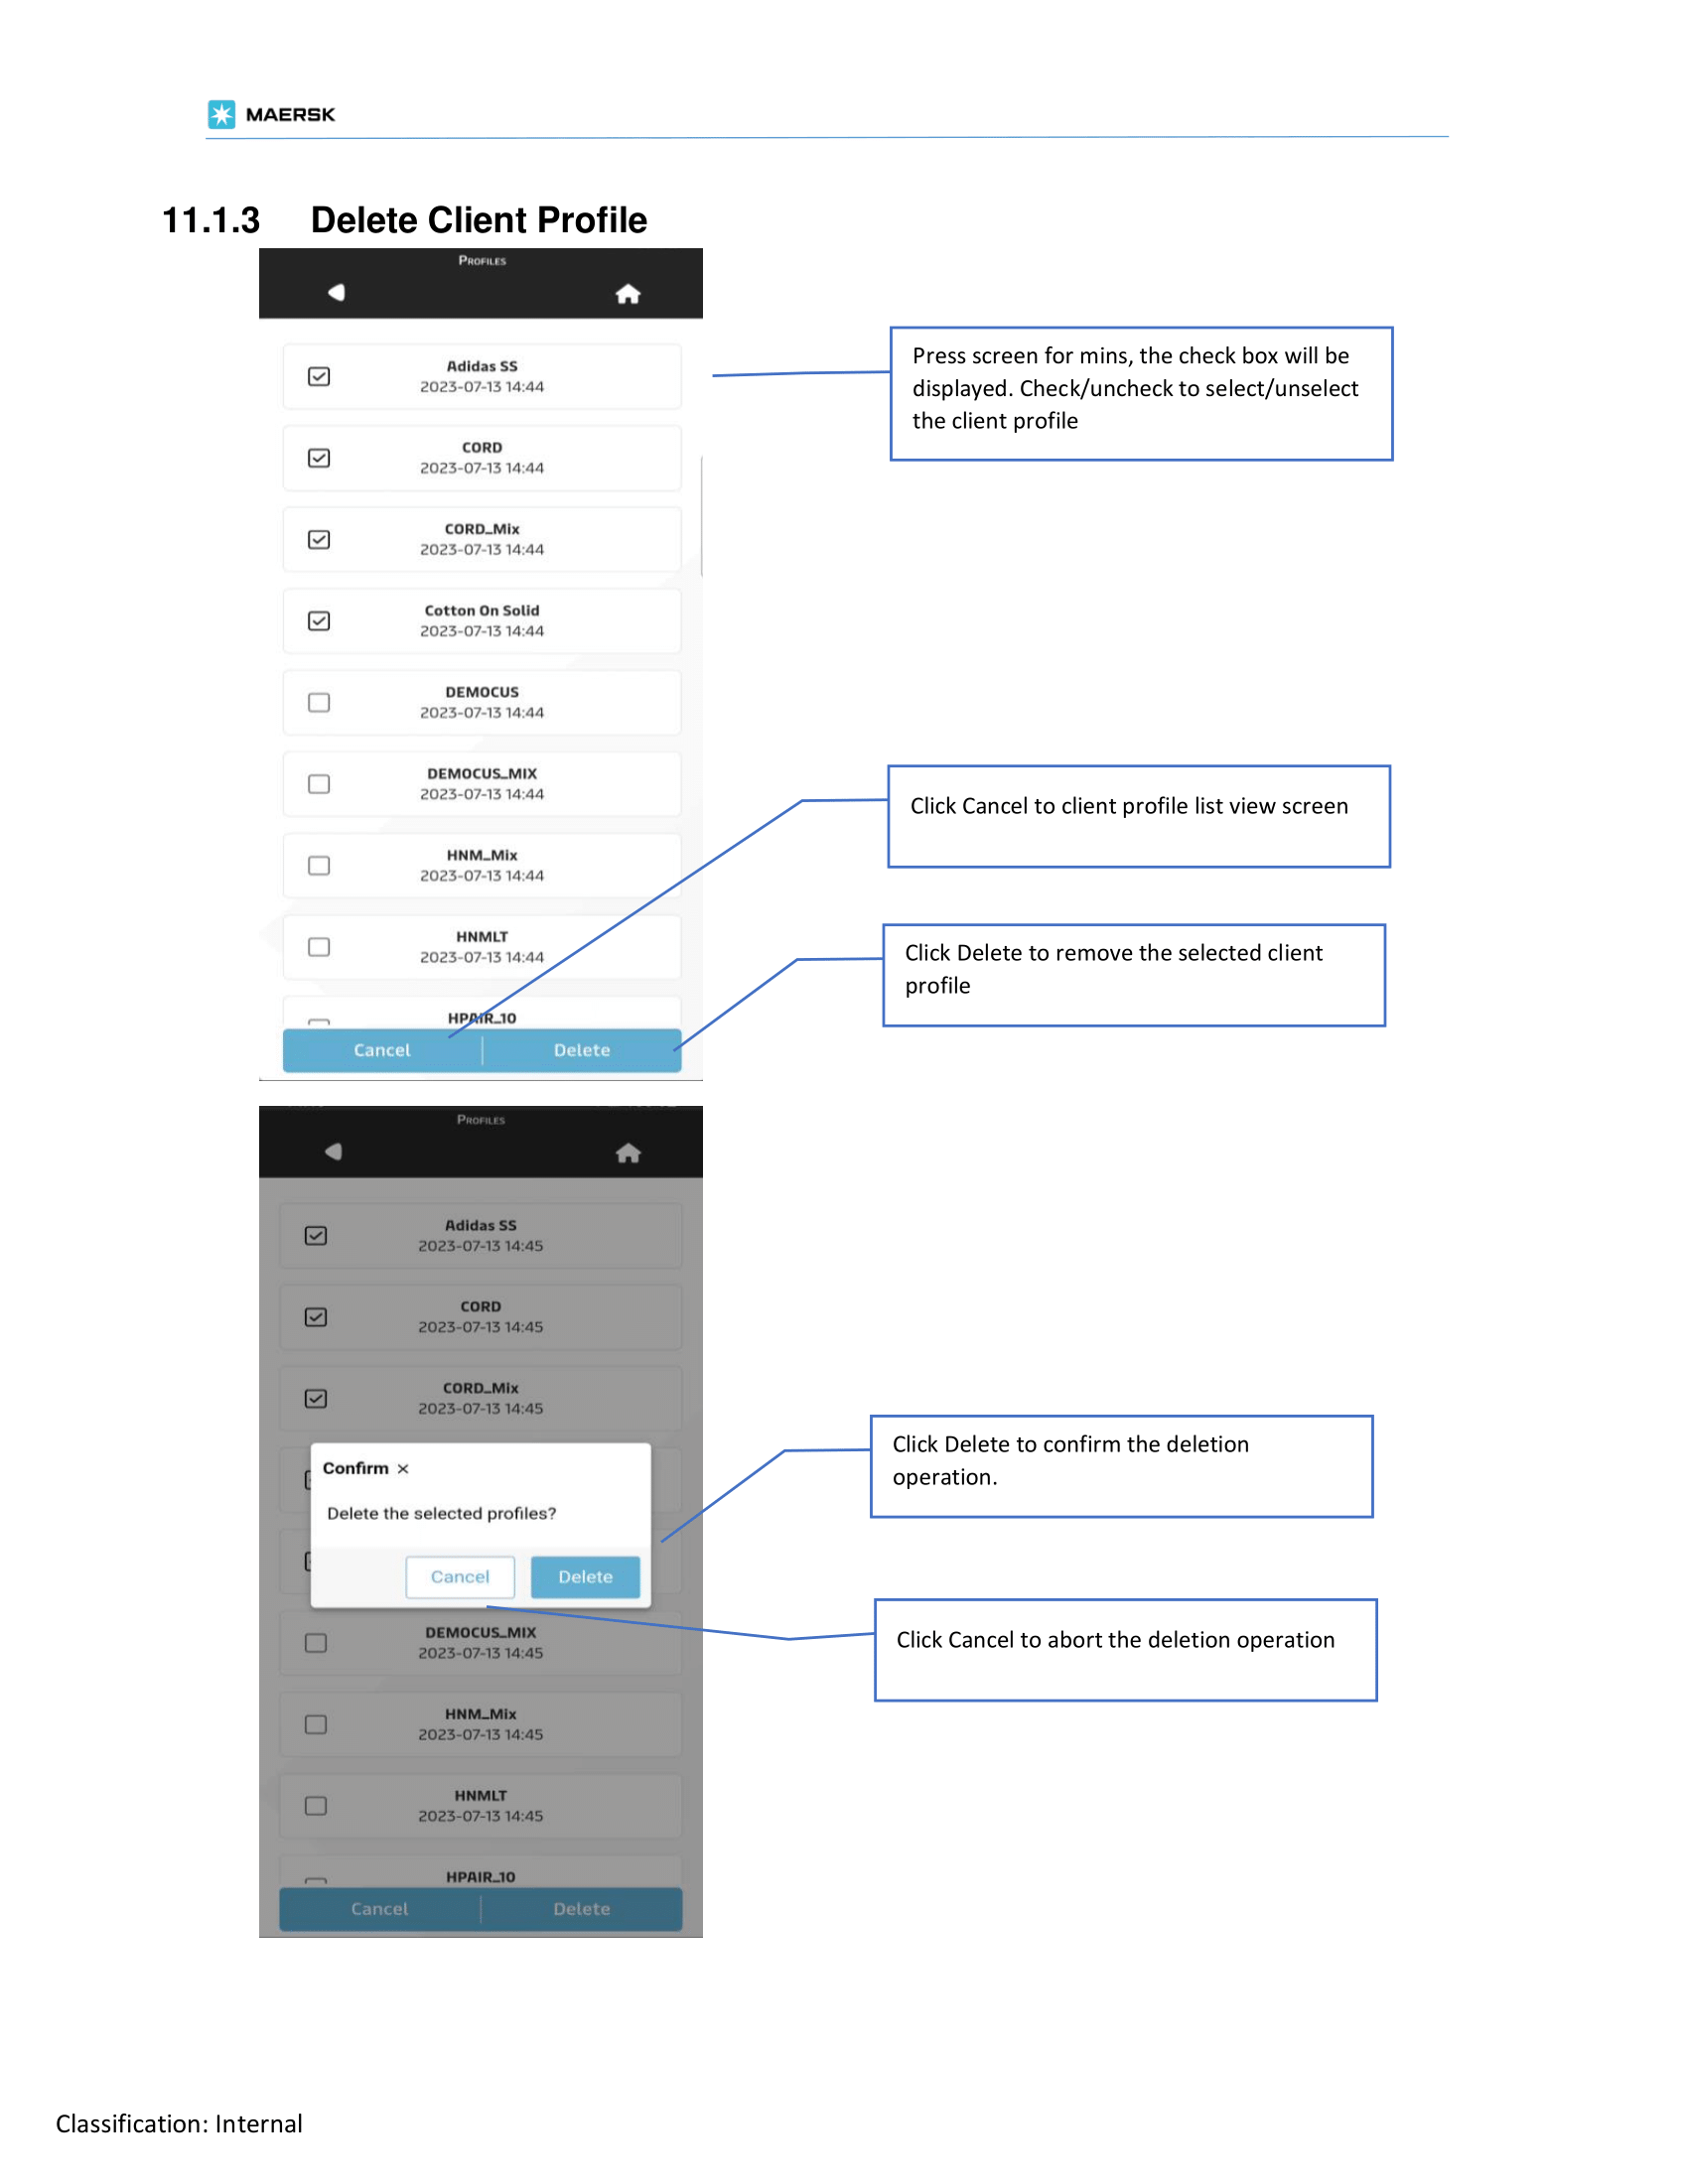 MAERSK
11.1.3 Delete Client Profile
PROFILES
Adidas SS
2023-07-13 14:44
CORD
2023-07-13 14:44
CORD_Mix
2023-07-13 14:44
Cotton On Solid
2023-07-13 14:44
DEMOCUS
2023-07-13 14:44
DEMOCUS_MIX
2023-07-13 14:44
HNM_Mix
2023-07-13 14:44
HNMLT
2023-07-13 14:44
HPAIR_10
Cancel Delete
Press screen for mins, the check box will be
displayed. Check/uncheck to select/unselect
the client profile
Click Cancel to client profile list view screen
Click Delete to remove the selected client
profile
PROFILES
Adidas SS
2023-07-13 14:45
CORD
2023-07-13 14:45
CORD_Mix
2023-07-13 14:45
Confirm ×
Delete the selected profiles?
Cancel Delete
DEMOCUS_MIX
2023-07-13 14:45
HNM_Mix
2023-07-13 14:45
HNMLT
2023-07-13 14:45
HPAIR_10
Cancel Delete
Click Delete to confirm the deletion
operation.
Click Cancel to abort the deletion operation
Classification: Internal